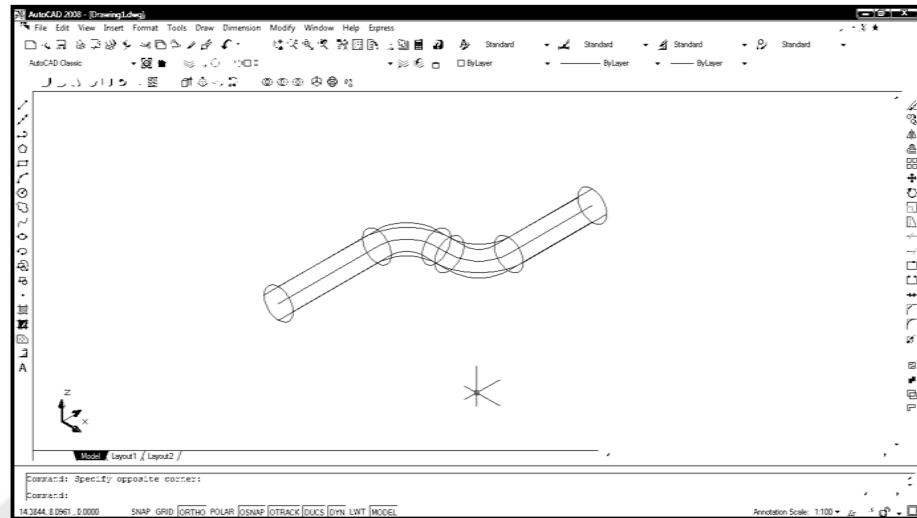 AutoCAD 2008 - [Drawing1.dwg]
File Edit View Insert Format Tools Draw Dimension Modify Window Help Express
Standard Standard Standard Standard
AutoCAD Classic ByLayer ByLayer ByLayer
Z
X
A
Model Layout1 Layout2
Command: Specify opposite corner:
Command:
14.3844, 8.0961 , 0.0000 SNAP GRID ORTHO POLAR OSNAP OTRACK DUCS DYN LWT MODEL Annotation Scale: 1:100